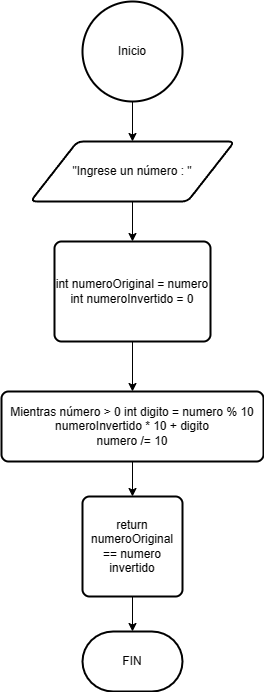 Inicio
"Ingrese un número : "
int numeroOriginal = numero
int numeroInvertido = 0
Mientras número > 0 int digito = numero % 10
numeroInvertido * 10 + digito
numero /= 10
return
numeroOriginal
== numero
invertido
FIN